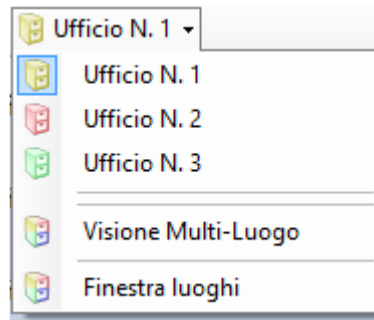 Ufficio N. 1
Ufficio N. 1
Ufficio N. 2
Ufficio N. 3
Visione Multi-Luogo
Finestra luoghi